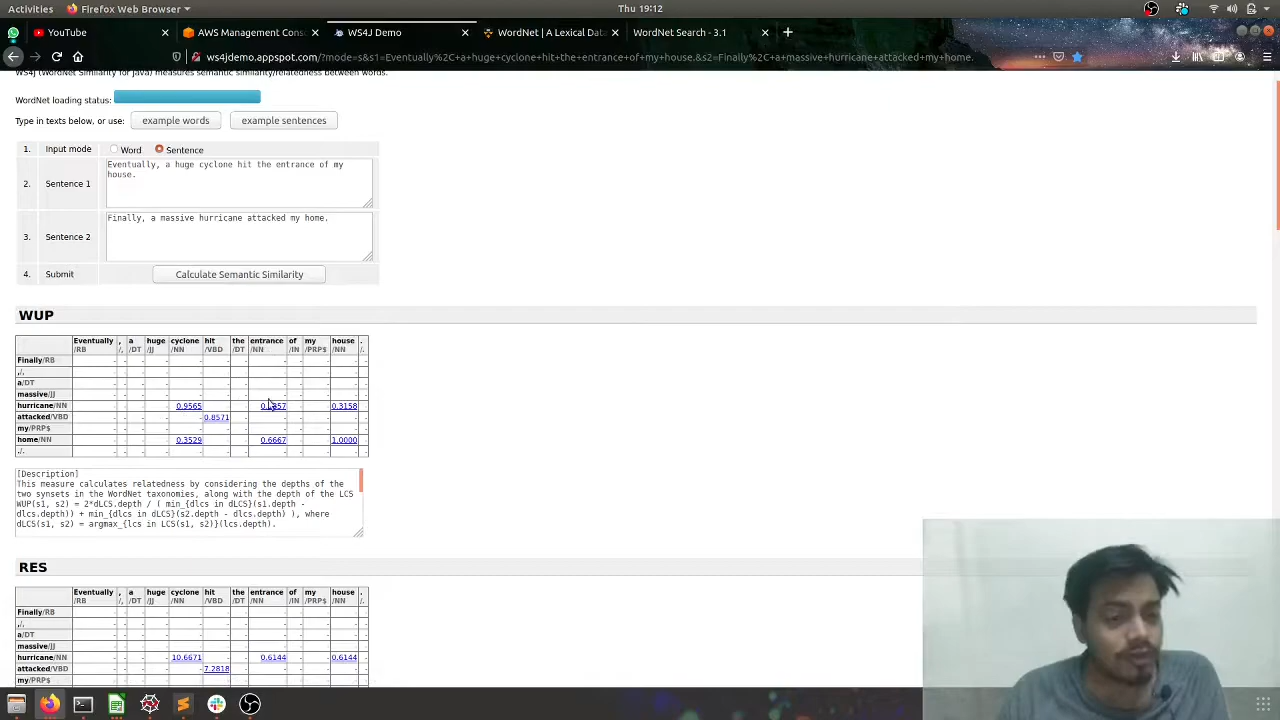 Activities Firefox Web Browser Thu 19:12
YouTube AWS Management Cons WS4J Demo WordNet | A Lexical Data WordNet Search - 3.1
ws4jdemo.appspot.com/?mode=s&s1=Eventually%2C+a+huge+cyclone+hit+the+entrance+of+my+house.&s2=Finally%2C+a+massive+hurricane+attacked+my+home.
WS4J (WordNet Similarity for Java) measures semantic similarity/relatedness between words.
WordNet loading status:
Type in texts below, or use: example words example sentences
1. Input mode Word Sentence
2. Sentence 1 Eventually, a huge cyclone hit the entrance of my
house.
3. Sentence 2 Finally, a massive hurricane attacked my home.
4. Submit Calculate Semantic Similarity
WUP
Eventually , a huge cyclone hit the entrance of my house .
/RB /, /DT /JJ /NN /VBD /DT /NN /IN /PRP$ /NN /.
Finally/RB - - - - - - - - - - - -
,/, - - - - - - - - - - - -
a/DT - - - - - - - - - - - -
massive/JJ - - - - - - - - - - - -
hurricane/NN - - - - 0.9565 - - - - 0.3158 -
attacked/VBD - - - - - 0.8571 - - - - - -
my/PRP$ - - - - - - - - - - - -
home/NN - - - - 0.3529 - - 0.6667 - - 1.0000 -
./. - - - - - - - - - - - -
[Description]
This measure calculates relatedness by considering the depths of the
two synsets in the WordNet taxonomies, along with the depth of the LCS
WUP(s1, s2) = 2*dLCS.depth / ( min_{dlcs in dLCS}(s1.depth -
dlcs.depth)) + min_{dlcs in dLCS}(s2.depth - dlcs.depth) ), where
dLCS(s1, s2) = argmax_{lcs in LCS(s1, s2)}(lcs.depth).
RES
Eventually , a huge cyclone hit the entrance of my house .
/RB /, /DT /JJ /NN /VBD /DT /NN /IN /PRP$ /NN /.
Finally/RB - - - - - - - - - - - -
,/, - - - - - - - - - - - -
a/DT - - - - - - - - - - - -
massive/JJ - - - - - - - - - - - -
hurricane/NN - - - - 10.6671 - - 0.6144 - - 0.6144 -
attacked/VBD - - - - - 7.2818 - - - - - -
my/PRP$ - - - - - - - - - - - -